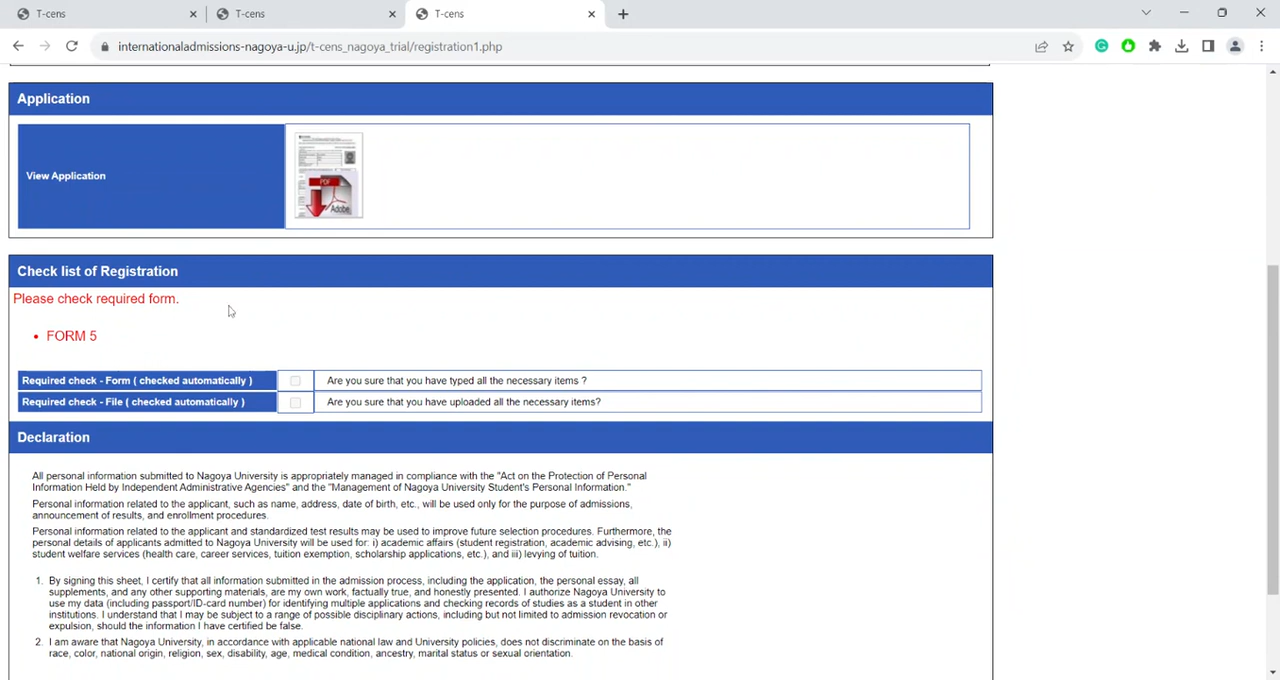 T-cens
T-cens
T-cens
internationaladmissions-nagoya-u.jp/t-cens_nagoya_trial/registration1.php
Application
View Application
PDF
Adobe
Check list of Registration
Please check required form.
• FORM 5
Required check - Form ( checked automatically )
Are you sure that you have typed all the necessary items ?
Required check - File ( checked automatically )
Are you sure that you have uploaded all the necessary items?
Declaration
All personal information submitted to Nagoya University is appropriately managed in compliance with the "Act on the Protection of Personal
Information Held by Independent Administrative Agencies" and the "Management of Nagoya University Student's Personal Information."
Personal information related to the applicant, such as name, address, date of birth, etc., will be used only for the purpose of admissions,
announcement of results, and enrollment procedures.
Personal information related to the applicant and standardized test results may be used to improve future selection procedures. Furthermore, the
personal details of applicants admitted to Nagoya University will be used for: i) academic affairs (student registration, academic advising, etc.), ii)
student welfare services (health care, career services, tuition exemption, scholarship applications, etc.), and iii) levying of tuition.
1. By signing this sheet, I certify that all information submitted in the admission process, including the application, the personal essay, all
supplements, and any other supporting materials, are my own work, factually true, and honestly presented. I authorize Nagoya University to
use my data (including passport/ID-card number) for identifying multiple applications and checking records of studies as a student in other
institutions. I understand that I may be subject to a range of possible disciplinary actions, including but not limited to admission revocation or
expulsion, should the information I have certified be false.
2. I am aware that Nagoya University, in accordance with applicable national law and University policies, does not discriminate on the basis of
race, color, national origin, religion, sex, disability, age, medical condition, ancestry, marital status or sexual orientation.